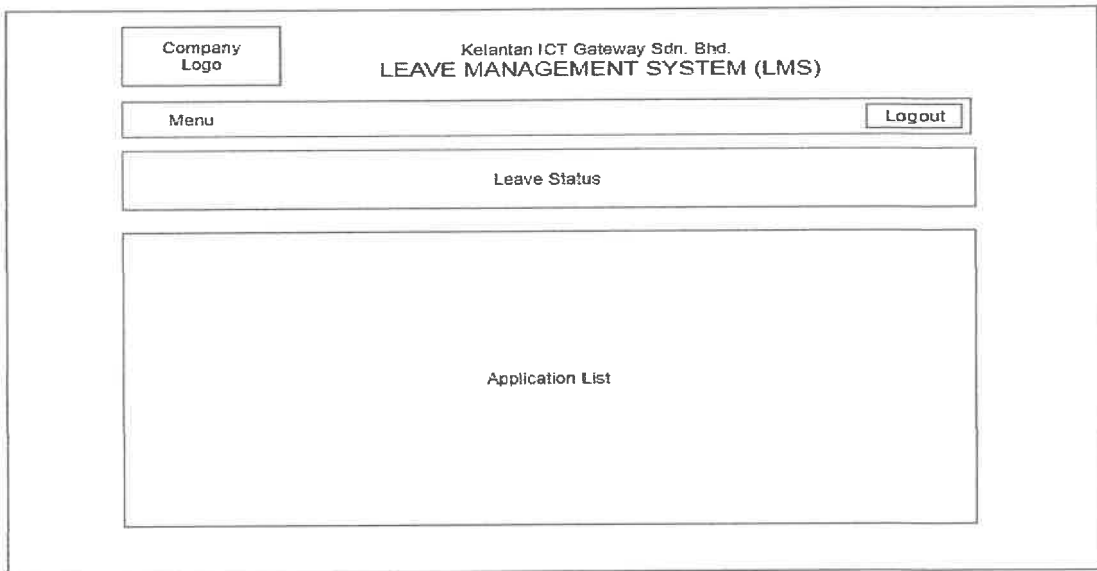 Company
Logo
Kelantan ICT Gateway Sdn. Bhd.
LEAVE MANAGEMENT SYSTEM (LMS)
Menu
Logout
Leave Status
Application List